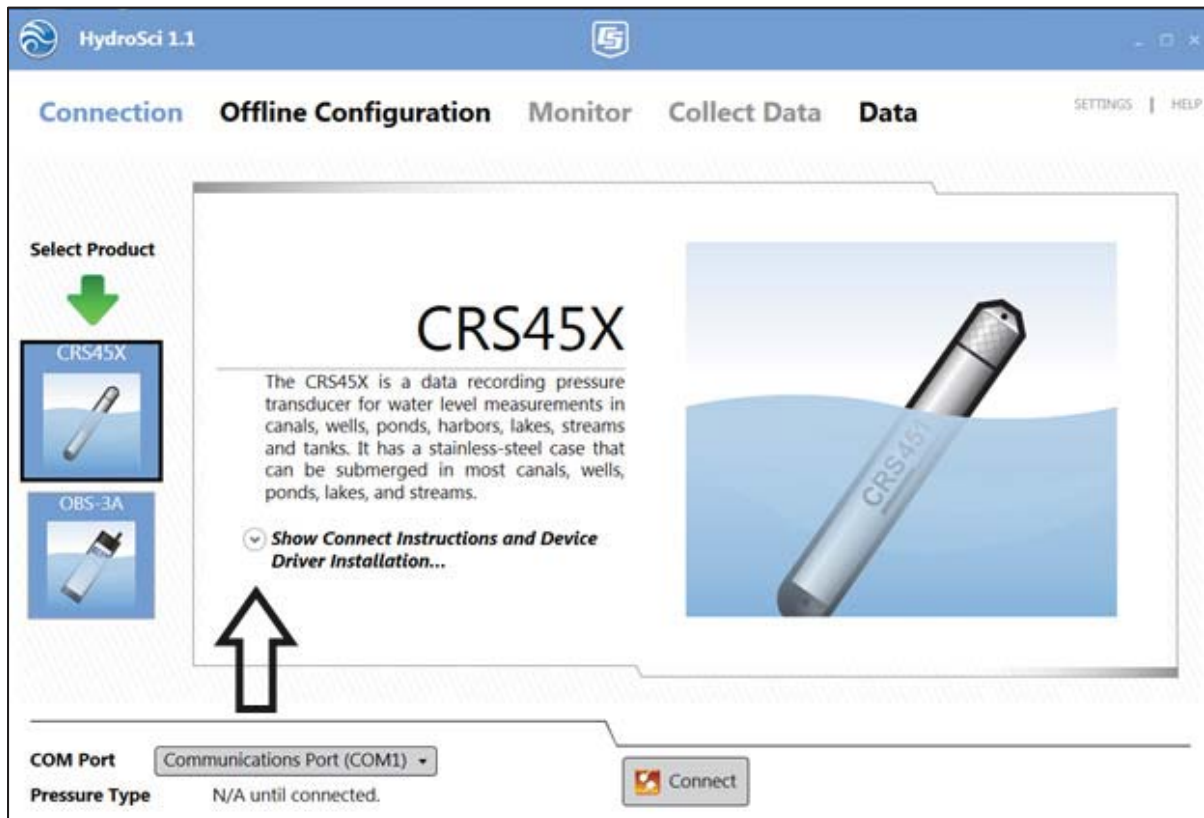 HydroSci 1.1
Connection Offline Configuration Monitor Collect Data Data SETTINGS | HELP
Select Product
CRS45X
OBS-3A
CRS45X
The CRS45X is a data recording pressure
transducer for water level measurements in
canals, wells, ponds, harbors, lakes, streams
and tanks. It has a stainless-steel case that
can be submerged in most canals, wells,
ponds, lakes, and streams.
Show Connect Instructions and Device
Driver Installation...
CRS451
COM Port Communications Port (COM1)
Pressure Type N/A until connected.
Connect